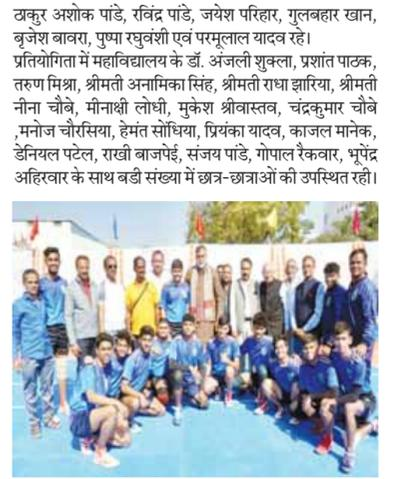 ठाकुर अशोक पांडे, रविंद्र पांडे, जयेश परिहार, गुलबहार खान,
बृजेश बावरा, पुष्पा रघुवंशी एवं परमूलाल यादव रहे।
प्रतियोगिता में महाविद्यालय के डॉ. अंजली शुक्ला, प्रशांत पाठक,
तरुण मिश्रा, श्रीमती अनामिका सिंह, श्रीमती राधा झारिया, श्रीमती
नीना चौबे, मीनाक्षी लोधी, मुकेश श्रीवास्तव, चंद्रकुमार चौबे
,मनोज चौरसिया, हेमंत सोधिया, प्रियंका यादव, काजल मानेक,
डेनियल पटेल, राखी बाजपेई, संजय पांडे, गोपाल रैकवार, भूपेंद्र
अहिरवार के साथ बडी संख्या में छात्र-छात्राओं की उपस्थित रही।